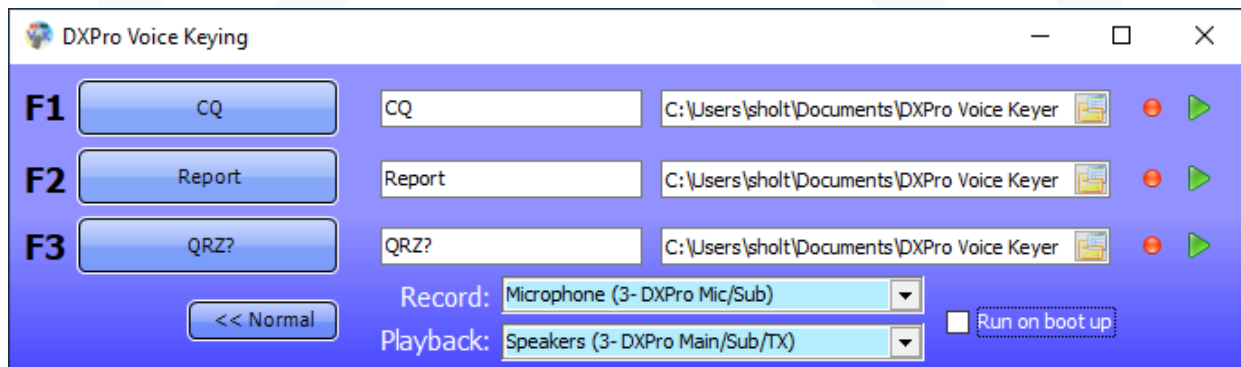 DXPro Voice Keying
F1 CQ CQ C:\Users\sholt\Documents\DXPro Voice Keyer
F2 Report Report C:\Users\sholt\Documents\DXPro Voice Keyer
F3 QRZ? QRZ? C:\Users\sholt\Documents\DXPro Voice Keyer
<< Normal
Record: Microphone (3- DXPro Mic/Sub)
Playback: Speakers (3- DXPro Main/Sub/TX)
Run on boot up